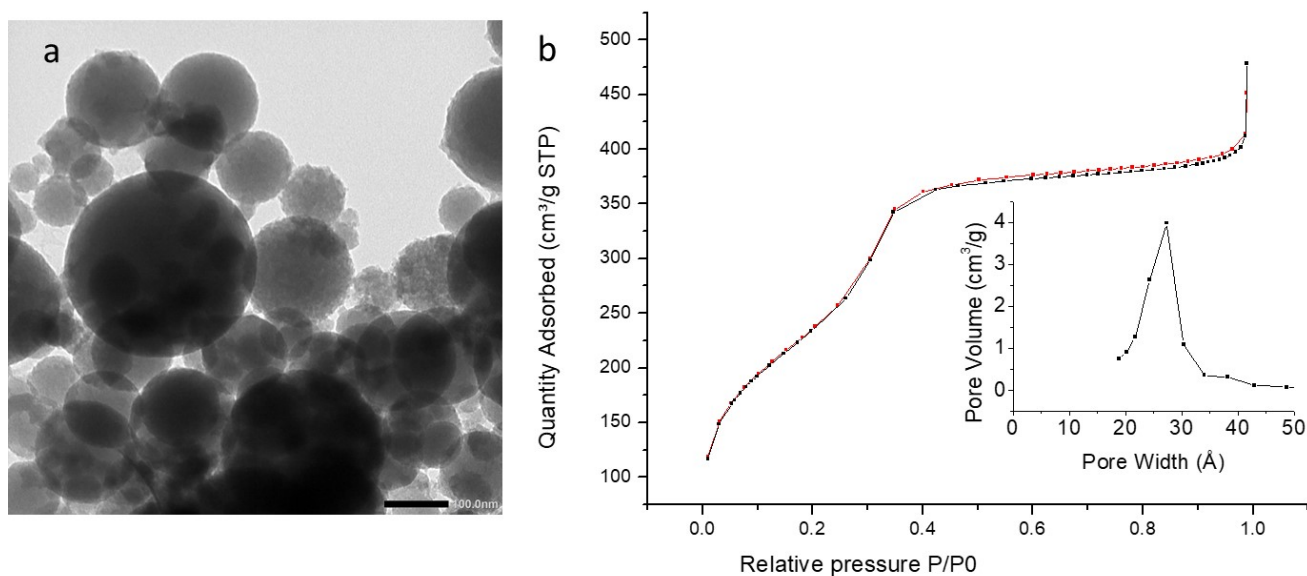 a
100.0nm
b
Quantity Adsorbed (cm³/g STP)
500
450
400
350
300
250
200
150
100
0.0 0.2 0.4 0.6 0.8 1.0
Relative pressure P/P0
Pore Volume (cm³/g)
4
3
2
1
0
0 10 20 30 40 50
Pore Width (Å)